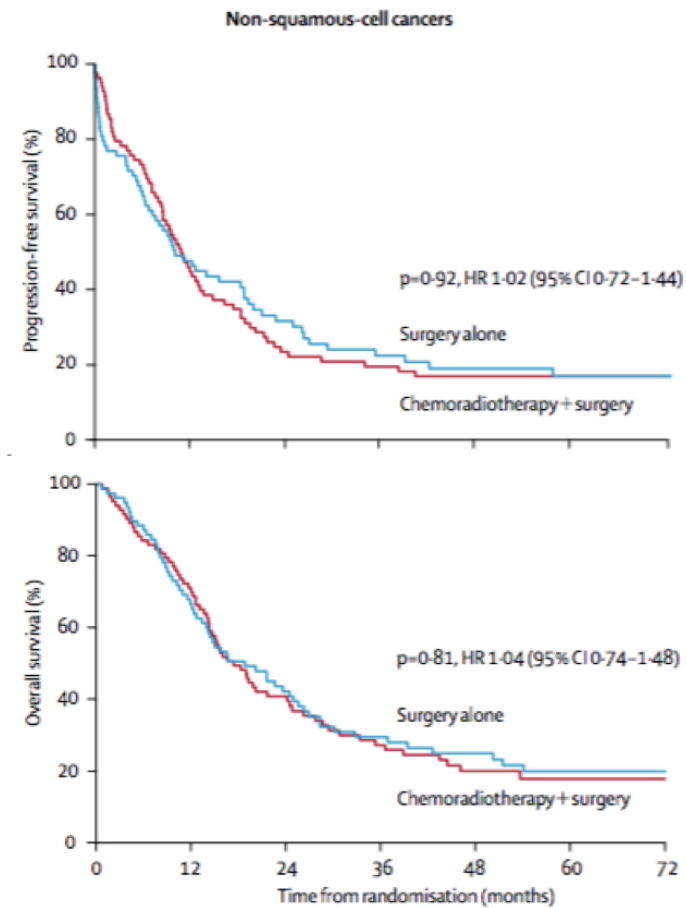 Non-squamous-cell cancers
Progression-free survival (%)
100
80
60
40
20
0
p=0·92, HR 1·02 (95% CI 0·72–1·44)
Surgery alone
Chemoradiotherapy+surgery
Overall survival (%)
100
80
60
40
20
0
p=0·81, HR 1·04 (95% CI 0·74–1·48)
Surgery alone
Chemoradiotherapy+surgery
0 12 24 36 48 60 72
Time from randomisation (months)